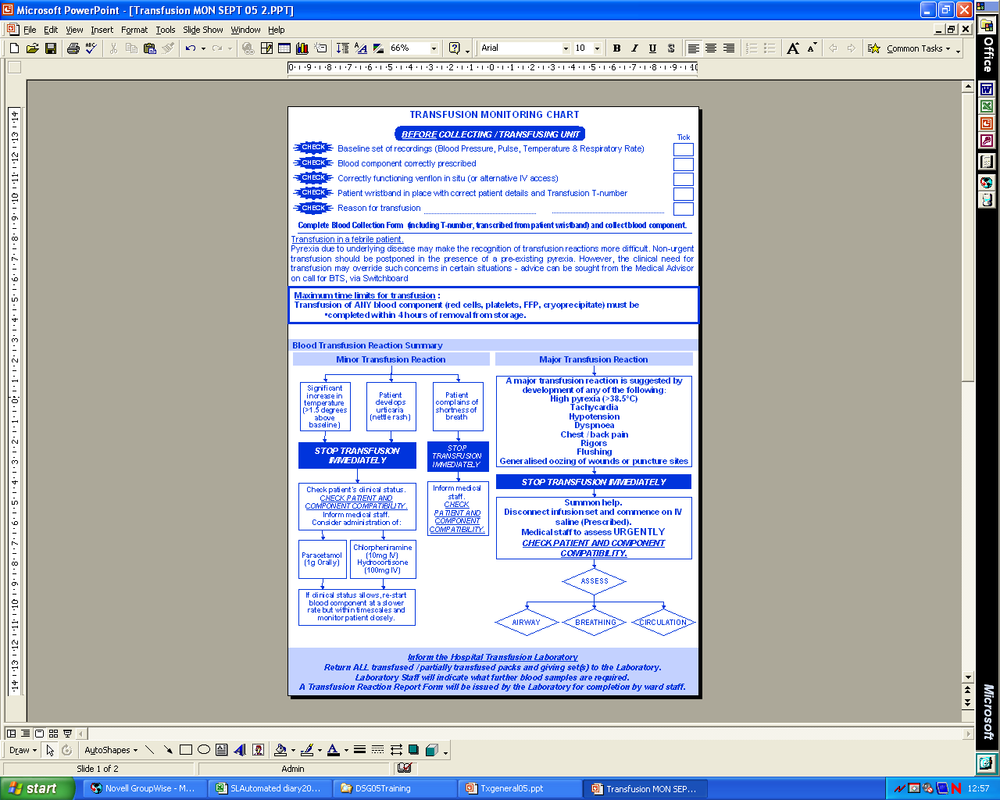 Microsoft PowerPoint - [Transfusion MON SEPT 05 2.PPT]
File Edit View Insert Format Tools Slide Show Window Help
66% Arial 10 B I U S A A Common Tasks
Office
TRANSFUSION MONITORING CHART
BEFORE COLLECTING / TRANSFUSING UNIT
Tick
CHECK Baseline set of recordings (Blood Pressure, Pulse, Temperature & Respiratory Rate)
CHECK Blood component correctly prescribed
CHECK Correctly functioning venflon in situ (or alternative IV access)
CHECK Patient wristband in place with correct patient details and Transfusion T-number
CHECK Reason for transfusion
Complete Blood Collection Form (including T-number, transcribed from patient wristband) and collect blood component.
Transfusion in a febrile patient.
Pyrexia due to underlying disease may make the recognition of transfusion reactions more difficult. Non-urgent
transfusion should be postponed in the presence of a pre-existing pyrexia. However, the clinical need for
transfusion may override such concerns in certain situations - advice can be sought from the Medical Advisor
on call for BTS, via Switchboard
Maximum time limits for transfusion :
Transfusion of ANY blood component (red cells, platelets, FFP, cryoprecipitate) must be
•completed within 4 hours of removal from storage.
Blood Transfusion Reaction Summary
Minor Transfusion Reaction
Significant
increase in
temperature
(>1.5 degrees
above
baseline)
Patient
develops
urticaria
(nettle rash)
Patient
complains of
shortness of
breath
STOP TRANSFUSION
IMMEDIATELY
STOP
TRANSFUSION
IMMEDIATELY
Check patient's clinical status.
CHECK PATIENT AND
COMPONENT COMPATIBILITY.
Inform medical staff.
Consider administration of:
Inform medical
staff.
CHECK
PATIENT AND
COMPONENT
COMPATIBILITY.
Paracetamol
(1g Orally)
Chlorpheniramine
(10mg IV)
Hydrocortisone
(100mg IV)
If clinical status allows, re-start
blood component at a slower
rate but within timescales and
monitor patient closely.
Major Transfusion Reaction
A major transfusion reaction is suggested by
development of any of the following:
High pyrexia (>38.5°C)
Tachycardia
Hypotension
Dyspnoea
Chest / back pain
Rigors
Flushing
Generalised oozing of wounds or puncture sites
STOP TRANSFUSION IMMEDIATELY
Summon help.
Disconnect infusion set and commence on IV
saline (Prescribed).
Medical staff to assess URGENTLY
CHECK PATIENT AND COMPONENT
COMPATIBILITY.
ASSESS
AIRWAY BREATHING CIRCULATION
Inform the Hospital Transfusion Laboratory
Return ALL transfused / partially transfused packs and giving set(s) to the Laboratory.
Laboratory Staff will indicate what further blood samples are required.
A Transfusion Reaction Report Form will be issued by the Laboratory for completion by ward staff.
Microsoft
Draw AutoShapes
Slide 1 of 2 Admin
start Novell GroupWise - M... SLAutomated diary20... DSG05Training Txgeneral05.ppt Transfusion MON SEP... 12:57